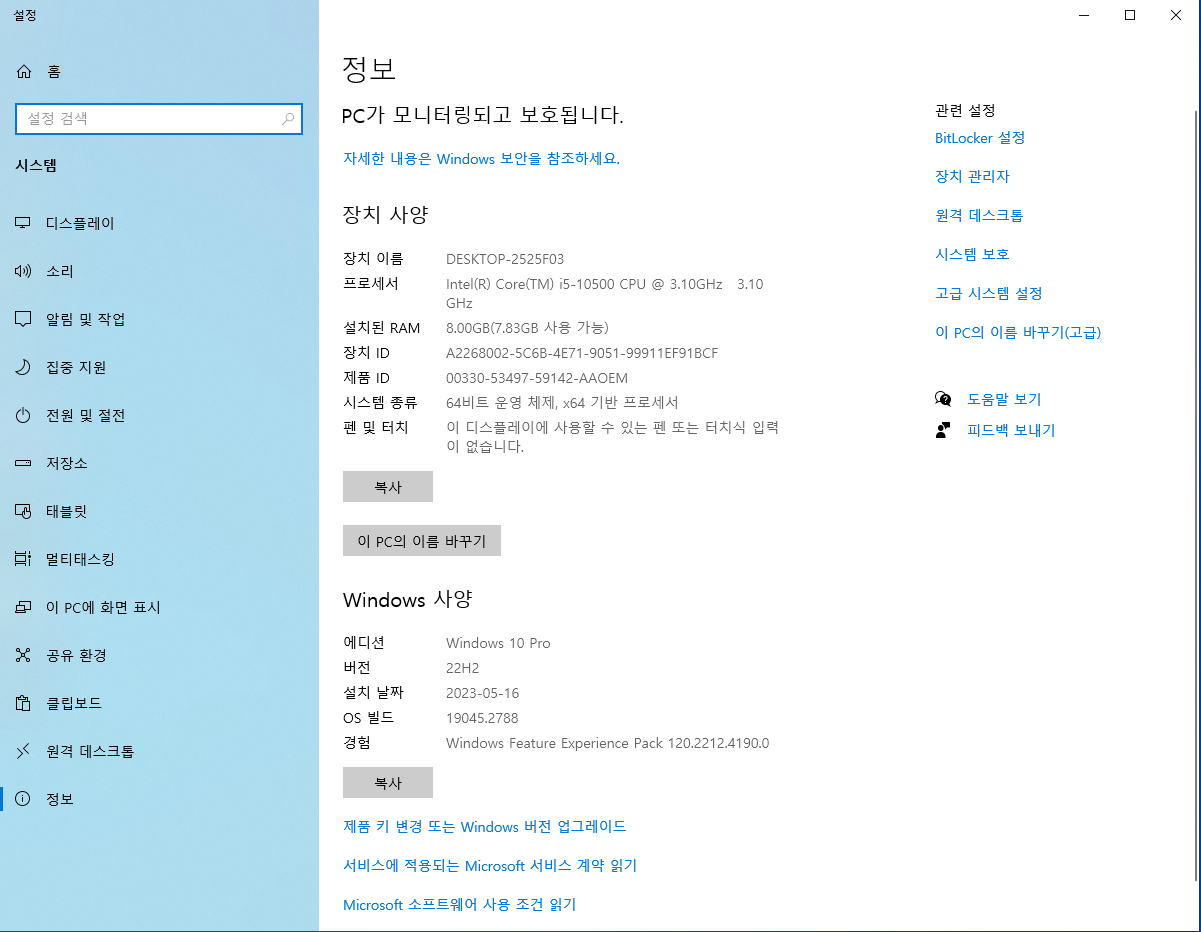 설정
홈
설정 검색
시스템
디스플레이
소리
알림 및 작업
집중 지원
전원 및 절전
저장소
태블릿
멀티태스킹
이 PC에 화면 표시
공유 환경
클립보드
원격 데스크톱
정보
정보
PC가 모니터링되고 보호됩니다.
자세한 내용은 Windows 보안을 참조하세요.
장치 사양
장치 이름 DESKTOP-2525F03
프로세서 Intel(R) Core(TM) i5-10500 CPU @ 3.10GHz 3.10
GHz
설치된 RAM 8.00GB(7.83GB 사용 가능)
장치 ID A2268002-5C6B-4E71-9051-99911EF91BCF
제품 ID 00330-53497-59142-AAOEM
시스템 종류 64비트 운영 체제, x64 기반 프로세서
펜 및 터치 이 디스플레이에 사용할 수 있는 펜 또는 터치식 입력
이 없습니다.
복사
이 PC의 이름 바꾸기
Windows 사양
에디션 Windows 10 Pro
버전 22H2
설치 날짜 2023-05-16
OS 빌드 19045.2788
경험 Windows Feature Experience Pack 120.2212.4190.0
복사
제품 키 변경 또는 Windows 버전 업그레이드
서비스에 적용되는 Microsoft 서비스 계약 읽기
Microsoft 소프트웨어 사용 조건 읽기
관련 설정
BitLocker 설정
장치 관리자
원격 데스크톱
시스템 보호
고급 시스템 설정
이 PC의 이름 바꾸기(고급)
도움말 보기
피드백 보내기